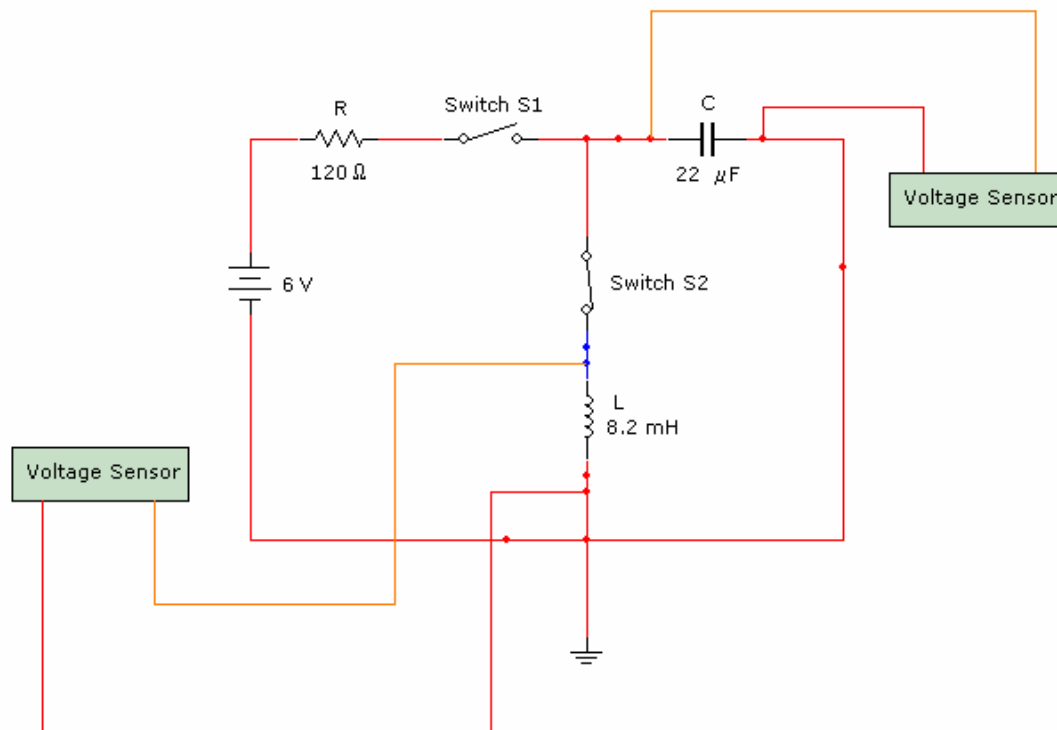 R
Switch S1
C
120 Ω
22 μF
Voltage Sensor
6 V
Switch S2
L
8.2 mH
Voltage Sensor